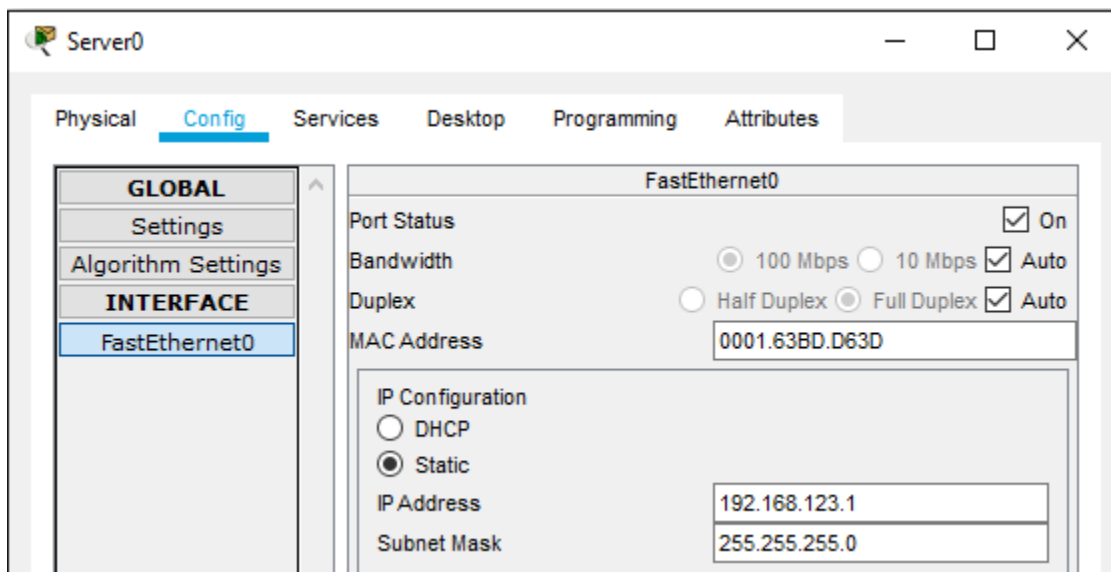 Server0
Physical Config Services Desktop Programming Attributes
GLOBAL
Settings
Algorithm Settings
INTERFACE
FastEthernet0
FastEthernet0
Port Status On
Bandwidth 100 Mbps 10 Mbps Auto
Duplex Half Duplex Full Duplex Auto
MAC Address 0001.63BD.D63D
IP Configuration
DHCP
Static
IP Address 192.168.123.1
Subnet Mask 255.255.255.0